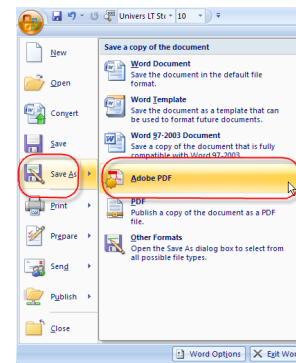 Univers LT Sto
10
Save a copy of the document
New
Open
Convert
Save
Save As
Print
Prepare
Send
Publish
Close
Word Document
Save the document in the default file
format.
Word Template
Save the document as a template that can
be used to format future documents.
Word 97-2003 Document
Save a copy of the document that is fully
compatible with Word 97-2003.
Adobe PDF
PDF
Publish a copy of the document as a PDF
file.
Other Formats
Open the Save As dialog box to select from
all possible file types.
Word Options
Exit Wor